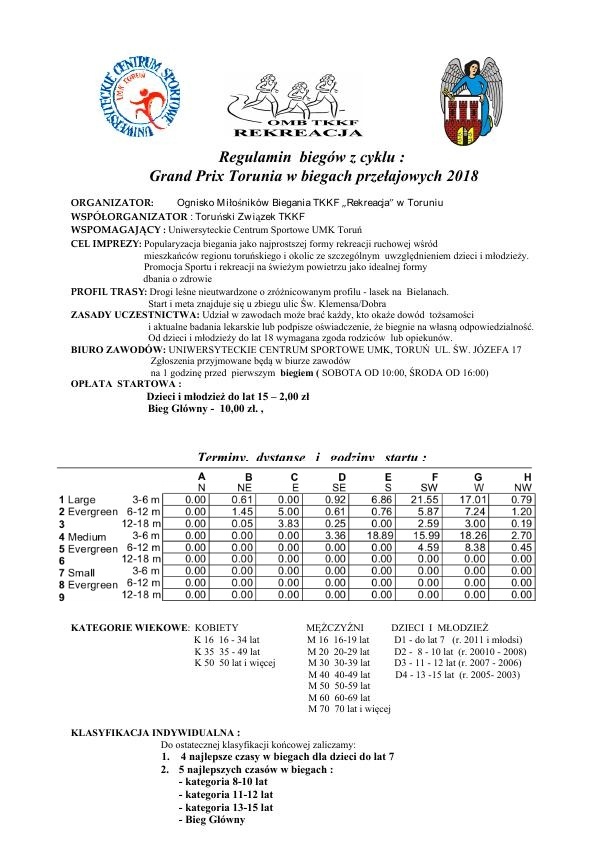 UNIWERSYTECKIE CENTRUM SPORTOWE
UMK TORUŃ
OMB TKKF
REKREACJA
Regulamin biegów z cyklu :
Grand Prix Torunia w biegach przełajowych 2018
ORGANIZATOR: Ognisko Miłośników Biegania TKKF „Rekreacja" w Toruniu
WSPÓŁORGANIZATOR : Toruński Związek TKKF
WSPOMAGAJĄCY : Uniwersyteckie Centrum Sportowe UMK Toruń
CEL IMPREZY: Popularyzacja biegania jako najprostszej formy rekreacji ruchowej wśród
mieszkańców regionu toruńskiego i okolic ze szczególnym uwzględnieniem dzieci i młodzieży.
Promocja Sportu i rekreacji na świeżym powietrzu jako idealnej formy
dbania o zdrowie
PROFIL TRASY: Drogi leśne nieutwardzone o zróżnicowanym profilu - lasek na Bielanach.
Start i meta znajduje się u zbiegu ulic Św. Klemensa/Dobra
ZASADY UCZESTNICTWA: Udział w zawodach może brać każdy, kto okaże dowód tożsamości
i aktualne badania lekarskie lub podpisze oświadczenie, że biegnie na własną odpowiedzialność.
Od dzieci i młodzieży do lat 18 wymagana zgoda rodziców lub opiekunów.
BIURO ZAWODÓW: UNIWERSYTECKIE CENTRUM SPORTOWE UMK, TORUŃ UL. ŚW. JÓZEFA 17
Zgłoszenia przyjmowane będą w biurze zawodów
na 1 godzinę przed pierwszym biegiem ( SOBOTA OD 10:00, ŚRODA OD 16:00)
OPŁATA STARTOWA :
Dzieci i młodzież do lat 15 – 2,00 zł
Bieg Główny - 10,00 zł. ,
Terminy, dystanse i godziny startu :
A B C D E F G H
N NE E SE S SW W NW
1 Large 3-6 m 0.00 0.61 0.00 0.92 6.86 21.55 17.01 0.79
2 Evergreen 6-12 m 0.00 1.45 5.00 0.61 0.76 5.87 7.24 1.20
3 12-18 m 0.00 0.05 3.83 0.25 0.00 2.59 3.00 0.19
4 Medium 3-6 m 0.00 0.00 0.00 3.36 18.89 15.99 18.26 2.70
5 Evergreen 6-12 m 0.00 0.00 0.00 0.00 0.00 4.59 8.38 0.45
6 12-18 m 0.00 0.00 0.00 0.00 0.00 0.00 0.00 0.00
7 Small 3-6 m 0.00 0.00 0.00 0.00 0.00 0.00 0.00 0.00
8 Evergreen 6-12 m 0.00 0.00 0.00 0.00 0.00 0.00 0.00 0.00
9 12-18 m 0.00 0.00 0.00 0.00 0.00 0.00 0.00 0.00
KATEGORIE WIEKOWE: KOBIETY MĘŻCZYŹNI DZIECI I MŁODZIEŻ
K 16 16 - 34 lat M 16 16-19 lat D1 - do lat 7 (r. 2011 i młodsi)
K 35 35 - 49 lat M 20 20-29 lat D2 - 8 - 10 lat (r. 20010 - 2008)
K 50 50 lat i więcej M 30 30-39 lat D3 - 11 - 12 lat (r. 2007 - 2006)
M 40 40-49 lat D4 - 13 -15 lat (r. 2005- 2003)
M 50 50-59 lat
M 60 60-69 lat
M 70 70 lat i więcej
KLASYFIKACJA INDYWIDUALNA :
Do ostatecznej klasyfikacji końcowej zaliczamy:
1. 4 najlepsze czasy w biegach dla dzieci do lat 7
2. 5 najlepszych czasów w biegach :
- kategoria 8-10 lat
- kategoria 11-12 lat
- kategoria 13-15 lat
- Bieg Główny